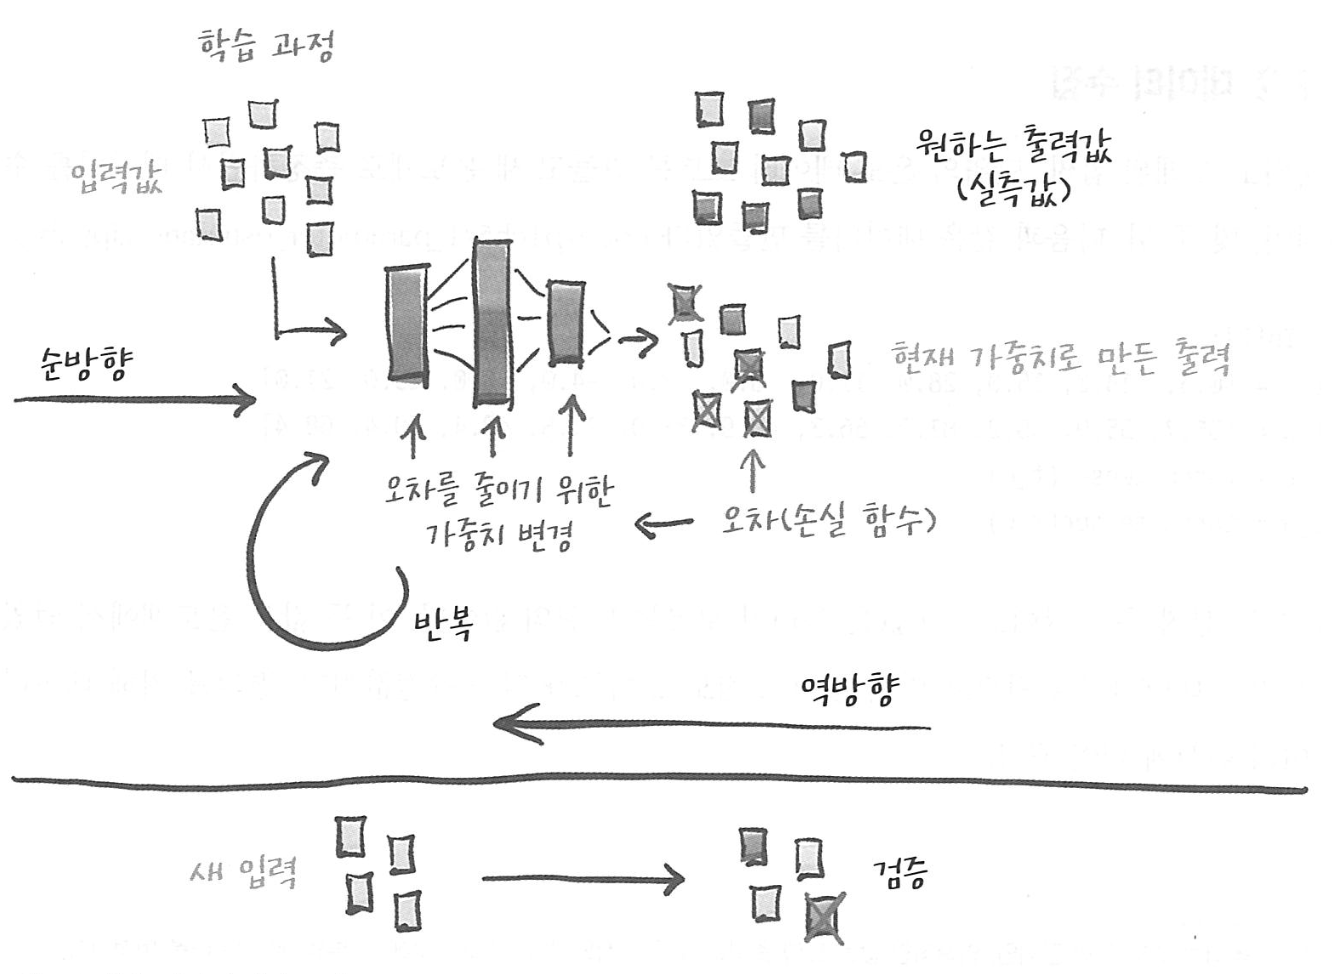 학습 과정
입력값
원하는 출력값
(실측값)
순방향
현재 가중치로 만든 출력
오차를 줄이기 위한
가중치 변경
오차(손실 함수)
반복
역방향
새 입력
검증